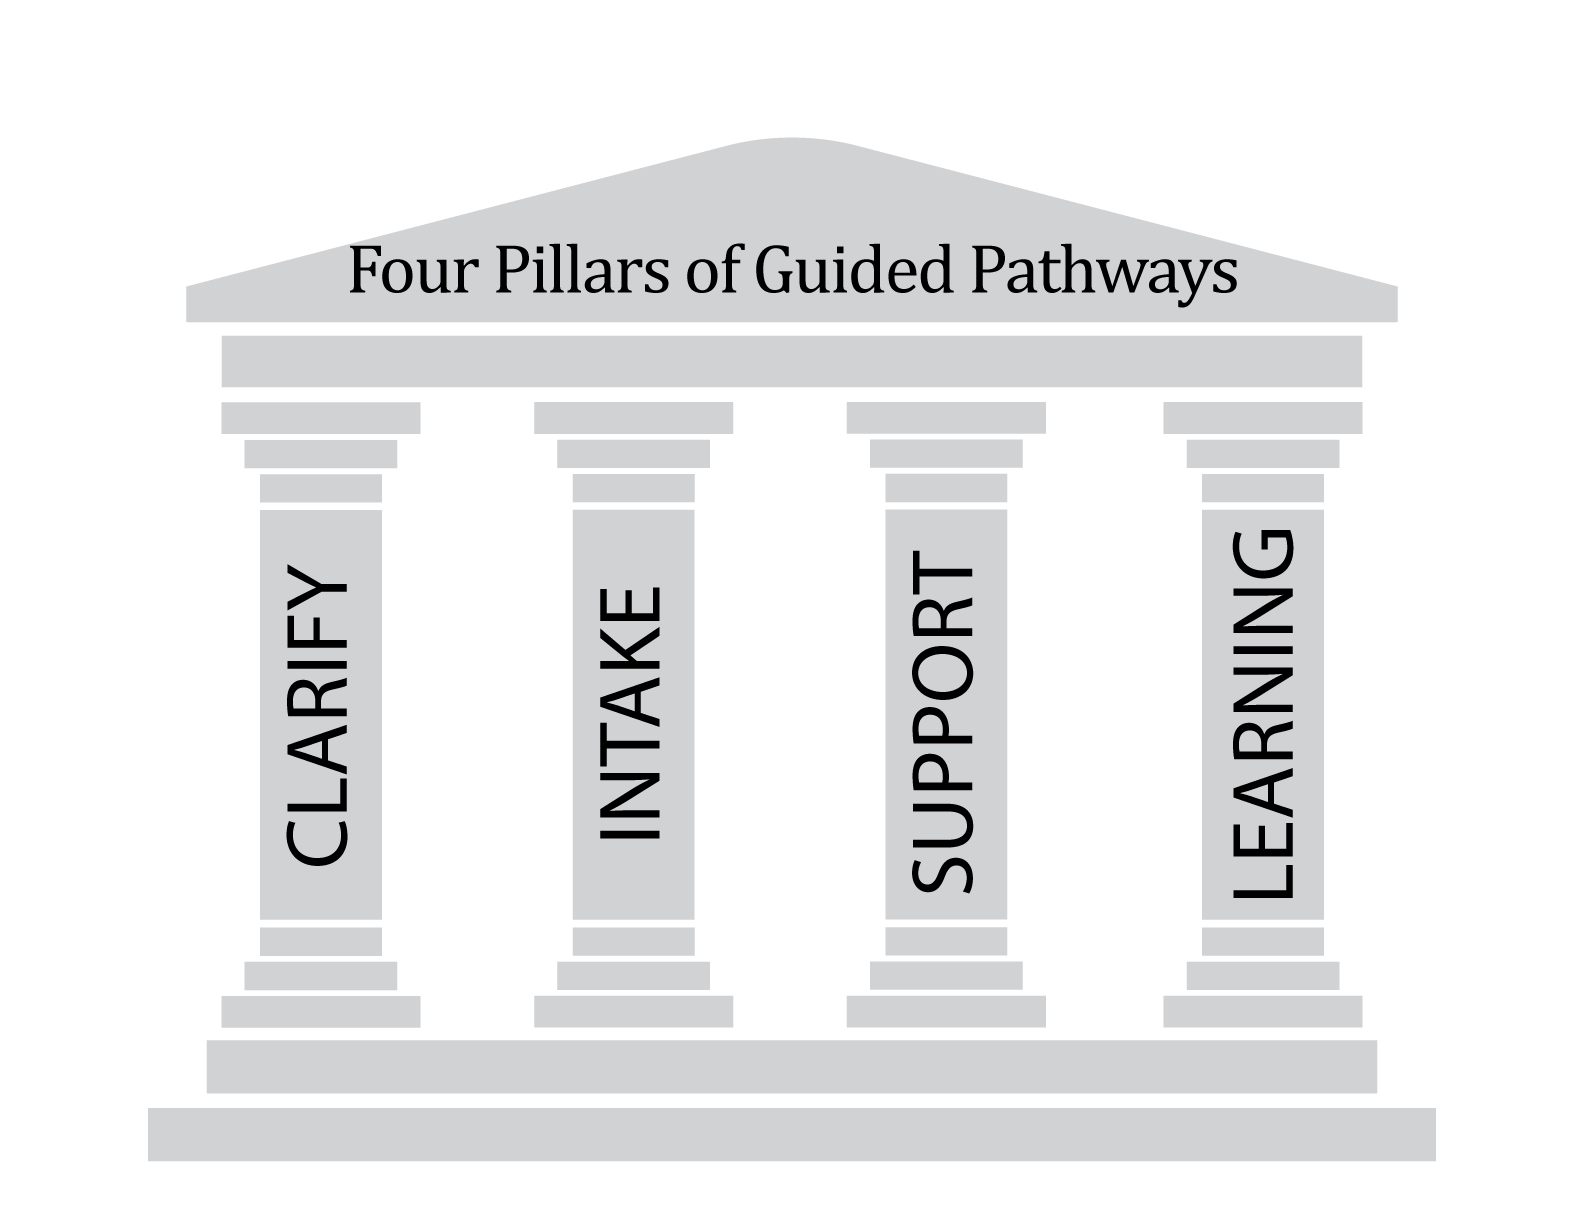 Four Pillars of Guided Pathways
CLARIFY
INTAKE
SUPPORT
LEARNING